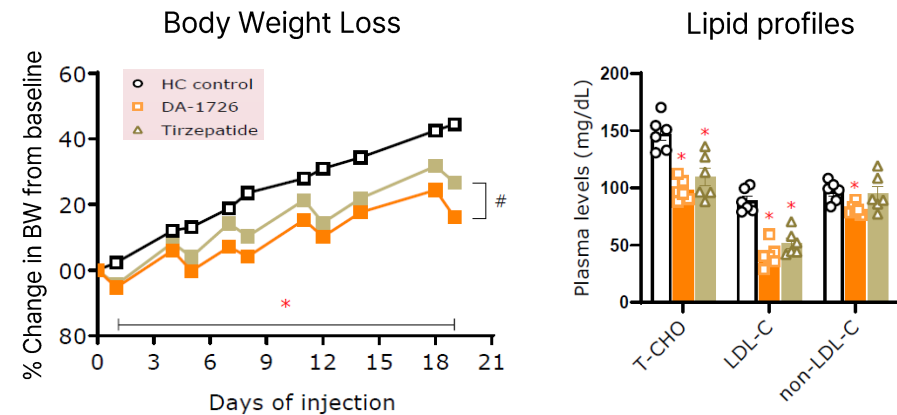 Body Weight Loss
% Change in BW from baseline
60
40
20
00
80
HC control
DA-1726
Tirzepatide
*
#
0 3 6 9 12 15 18 21
Days of injection
Lipid profiles
Plasma levels (mg/dL)
200
150
100
50
0
* * * * *
T-CHO
LDL-C
non-LDL-C